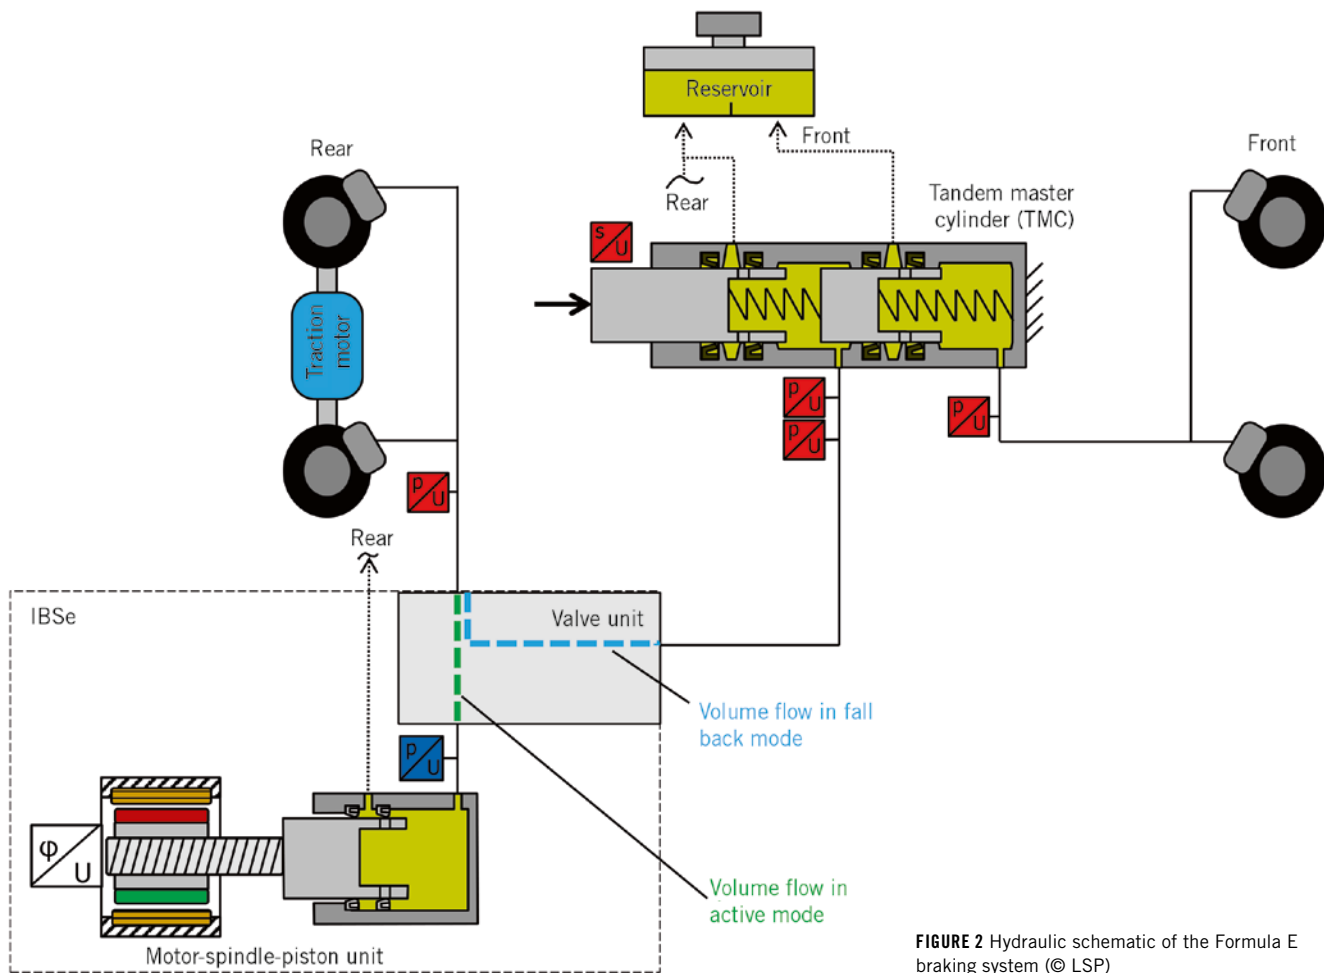 Reservoir
Rear
Front
Front
Rear
Tandem master
cylinder (TMC)
s
U
Traction
motor
p
U
p
U
p
U
p
U
Rear
IBSe
Valve unit
Volume flow in fall
back mode
p
U
φ
U
Volume flow in
active mode
Motor-spindle-piston unit
FIGURE 2 Hydraulic schematic of the Formula E
braking system (© LSP)